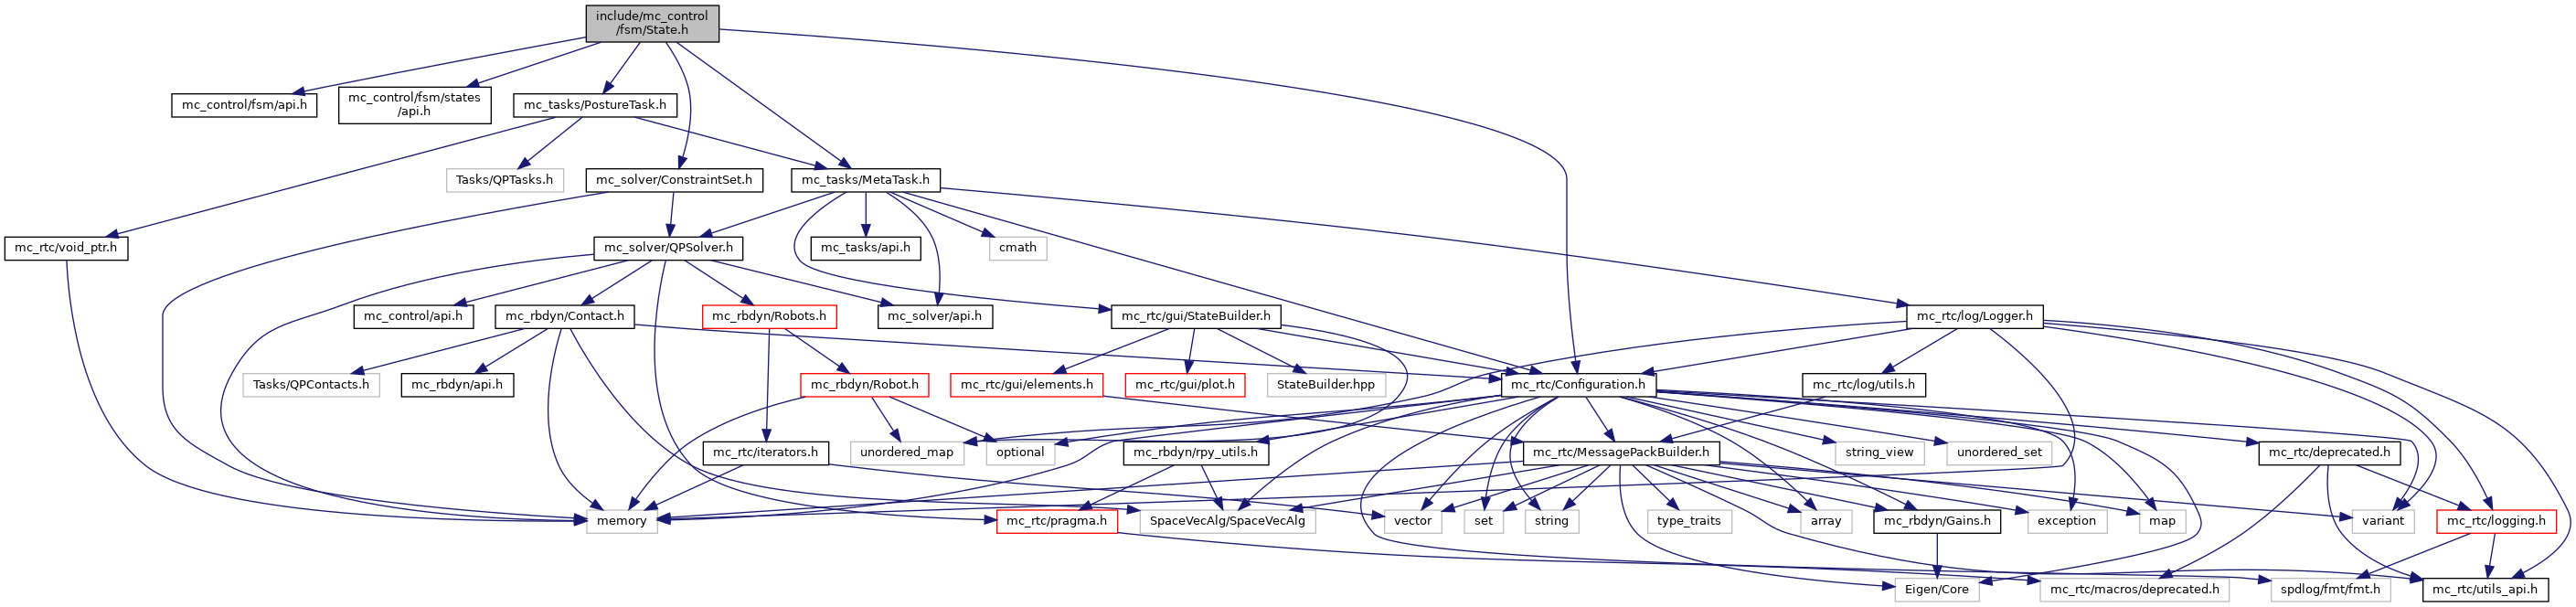 include/mc_control
/fsm/State.h
mc_control/fsm/api.h
mc_control/fsm/states
/api.h
mc_tasks/PostureTask.h
Tasks/QPTasks.h
mc_solver/ConstraintSet.h
mc_tasks/MetaTask.h
mc_rtc/void_ptr.h
mc_solver/QPSolver.h
mc_tasks/api.h
cmath
mc_control/api.h
mc_rbdyn/Contact.h
mc_rbdyn/Robots.h
mc_solver/api.h
mc_rtc/gui/StateBuilder.h
mc_rtc/log/Logger.h
Tasks/QPContacts.h
mc_rbdyn/api.h
mc_rbdyn/Robot.h
mc_rtc/gui/elements.h
mc_rtc/gui/plot.h
StateBuilder.hpp
mc_rtc/Configuration.h
mc_rtc/log/utils.h
mc_rtc/iterators.h
unordered_map
optional
mc_rbdyn/rpy_utils.h
mc_rtc/MessagePackBuilder.h
string_view
unordered_set
mc_rtc/deprecated.h
memory
mc_rtc/pragma.h
SpaceVecAlg/SpaceVecAlg
vector
set
string
type_traits
array
mc_rbdyn/Gains.h
exception
map
variant
mc_rtc/logging.h
Eigen/Core
mc_rtc/macros/deprecated.h
spdlog/fmt/fmt.h
mc_rtc/utils_api.h